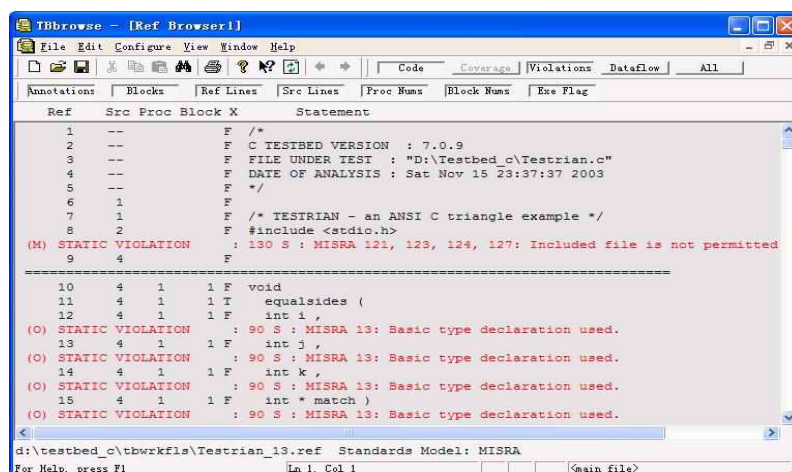 TBbrowse - [Ref Browser1]
File Edit Configure View Window Help
Code Coverage Violations Dataflow All
Annotations Blocks Ref Lines Src Lines Proc Nums Block Nums Exe Flag
Ref Src Proc Block X Statement
1 -- F /*
2 -- F C TESTBED VERSION : 7.0.9
3 -- F FILE UNDER TEST : "D:\Testbed_c\Testrian.c"
4 -- F DATE OF ANALYSIS : Sat Nov 15 23:37:37 2003
5 -- F */
6 1 F
7 1 F /* TESTRIAN - an ANSI C triangle example */
8 2 F #include <stdio.h>
(M) STATIC VIOLATION : 130 S : MISRA 121, 123, 124, 127: Included file is not permitted
9 4 F
10 4 1 1 F void
11 4 1 1 T equalsides (
12 4 1 1 F int i ,
(O) STATIC VIOLATION : 90 S : MISRA 13: Basic type declaration used.
13 4 1 1 F int j ,
(O) STATIC VIOLATION : 90 S : MISRA 13: Basic type declaration used.
14 4 1 1 F int k ,
(O) STATIC VIOLATION : 90 S : MISRA 13: Basic type declaration used.
15 4 1 1 F int * match )
(O) STATIC VIOLATION : 90 S : MISRA 13: Basic type declaration used.
d:\testbed_c\tbwrkfls\Testrian_13.ref Standards Model: MISRA
For Help, press F1 Ln 1, Col 1 <main file>